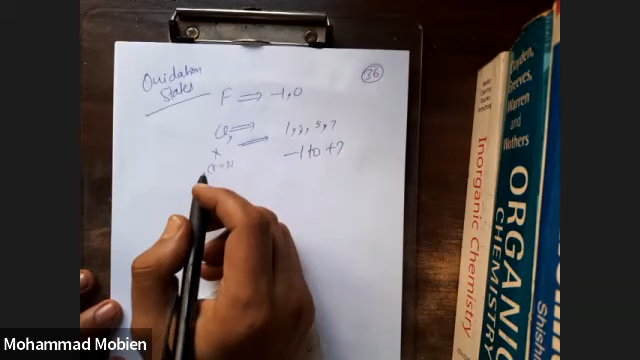 Oxidation
States
36
F ⟹ -1, 0
Cl,
1, 3, 5, 7
X
-1 to +7
Inorganic Chemistry
Clayden,
Greeves,
Warren
and
Wothers
ORGANIC
CHEMISTRY
Mohammad Mobien